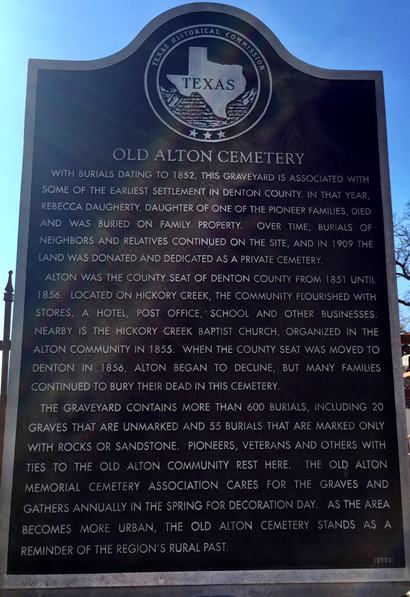 TEXAS HISTORICAL COMMISSION
TEXAS
OLD ALTON CEMETERY
WITH BURIALS DATING TO 1852, THIS GRAVEYARD IS ASSOCIATED WITH
SOME OF THE EARLIEST SETTLEMENT IN DENTON COUNTY. IN THAT YEAR,
REBECCA DAUGHERTY, DAUGHTER OF ONE OF THE PIONEER FAMILIES, DIED
AND WAS BURIED ON FAMILY PROPERTY. OVER TIME, BURIALS OF
NEIGHBORS AND RELATIVES CONTINUED ON THE SITE, AND IN 1909 THE
LAND WAS DONATED AND DEDICATED AS A PRIVATE CEMETERY.
ALTON WAS THE COUNTY SEAT OF DENTON COUNTY FROM 1851 UNTIL
1856. LOCATED ON HICKORY CREEK, THE COMMUNITY FLOURISHED WITH
STORES, A HOTEL, POST OFFICE, SCHOOL AND OTHER BUSINESSES.
NEARBY IS THE HICKORY CREEK BAPTIST CHURCH, ORGANIZED IN THE
ALTON COMMUNITY IN 1855. WHEN THE COUNTY SEAT WAS MOVED TO
DENTON IN 1856, ALTON BEGAN TO DECLINE, BUT MANY FAMILIES
CONTINUED TO BURY THEIR DEAD IN THIS CEMETERY.
THE GRAVEYARD CONTAINS MORE THAN 600 BURIALS, INCLUDING 20
GRAVES THAT ARE UNMARKED AND 55 BURIALS THAT ARE MARKED ONLY
WITH ROCKS OR SANDSTONE. PIONEERS, VETERANS AND OTHERS WITH
TIES TO THE OLD ALTON COMMUNITY REST HERE. THE OLD ALTON
MEMORIAL CEMETERY ASSOCIATION CARES FOR THE GRAVES AND
GATHERS ANNUALLY IN THE SPRING FOR DECORATION DAY. AS THE AREA
BECOMES MORE URBAN, THE OLD ALTON CEMETERY STANDS AS A
REMINDER OF THE REGION'S RURAL PAST.
(2002)